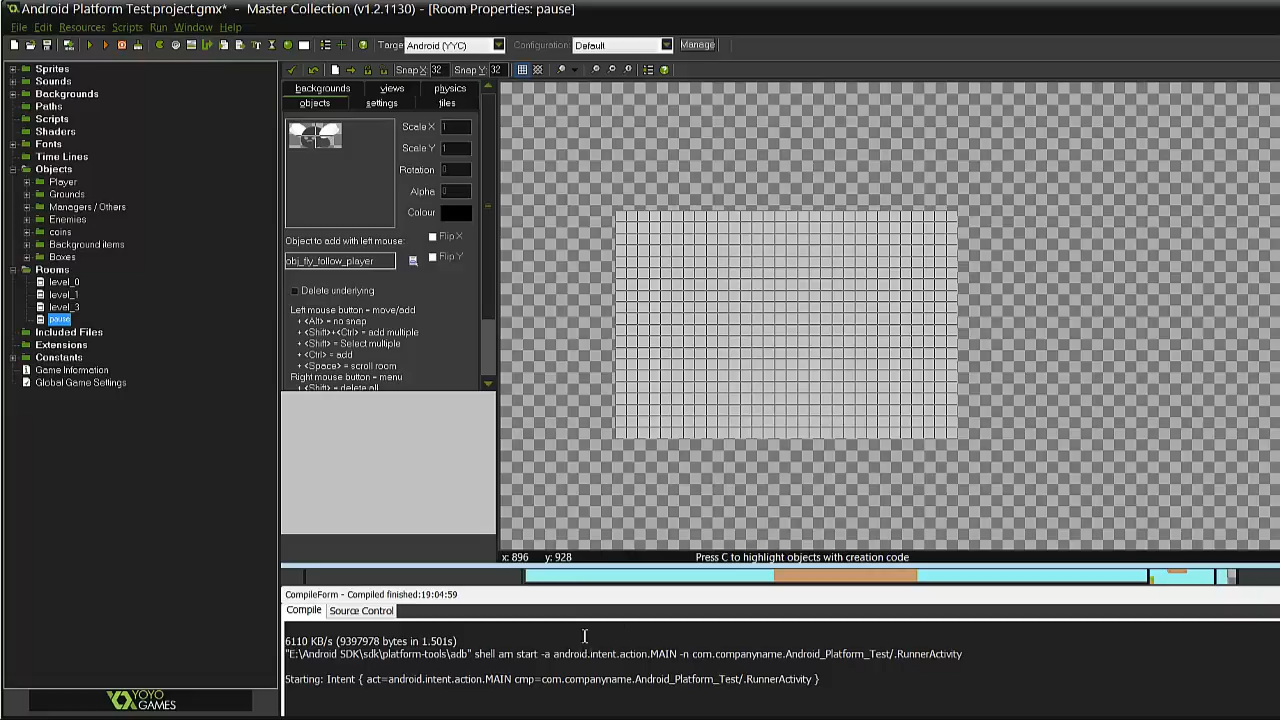 Android Platform Test.project.gmx* - Master Collection (v1.2.1130) - [Room Properties: pause]
File Edit Resources Scripts Run Window Help
Target Android (YYC) Configuration: Default Manage
Snap X 32 Snap Y: 32
Sprites
Sounds
Backgrounds
Paths
Scripts
Shaders
Fonts
Time Lines
Objects
Player
Grounds
Managers / Others
Enemies
coins
Background items
Boxes
Rooms
level_0
level_1
level_3
pause
Included Files
Extensions
Constants
Game Information
Global Game Settings
YOYO
GAMES
backgrounds views physics
objects settings tiles
Scale X 1
Scale Y 1
Rotation
Alpha
Colour
Object to add with left mouse:
Flip X
obj_fly_follow_player
Flip Y
Delete underlying
Left mouse button = move/add
+ <Alt> = no snap
+ <Shift>+<Ctrl> = add multiple
+ <Shift> = Select multiple
+ <Ctrl> = add
+ <Space> = scroll room
Right mouse button = menu
+ <Shift> = delete all
x: 896 y: 928 Press C to highlight objects with creation code
CompileForm - Compiled finished:19:04:59
Compile Source Control
6110 KB/s (9397978 bytes in 1.501s)
"E:\Android SDK\sdk\platform-tools\adb" shell am start -a android.intent.action.MAIN -n com.companyname.Android_Platform_Test/.RunnerActivity
Starting: Intent { act=android.intent.action.MAIN cmp=com.companyname.Android_Platform_Test/.RunnerActivity }